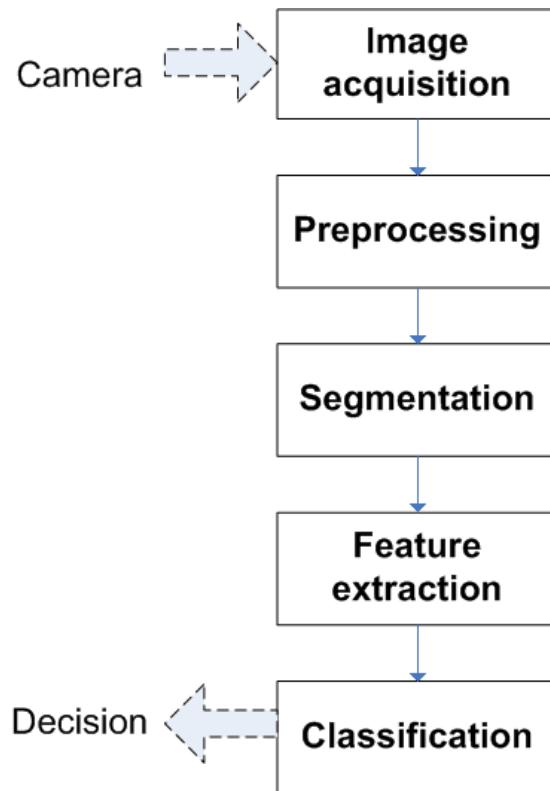 Camera
Image
acquisition
Preprocessing
Segmentation
Feature
extraction
Decision
Classification